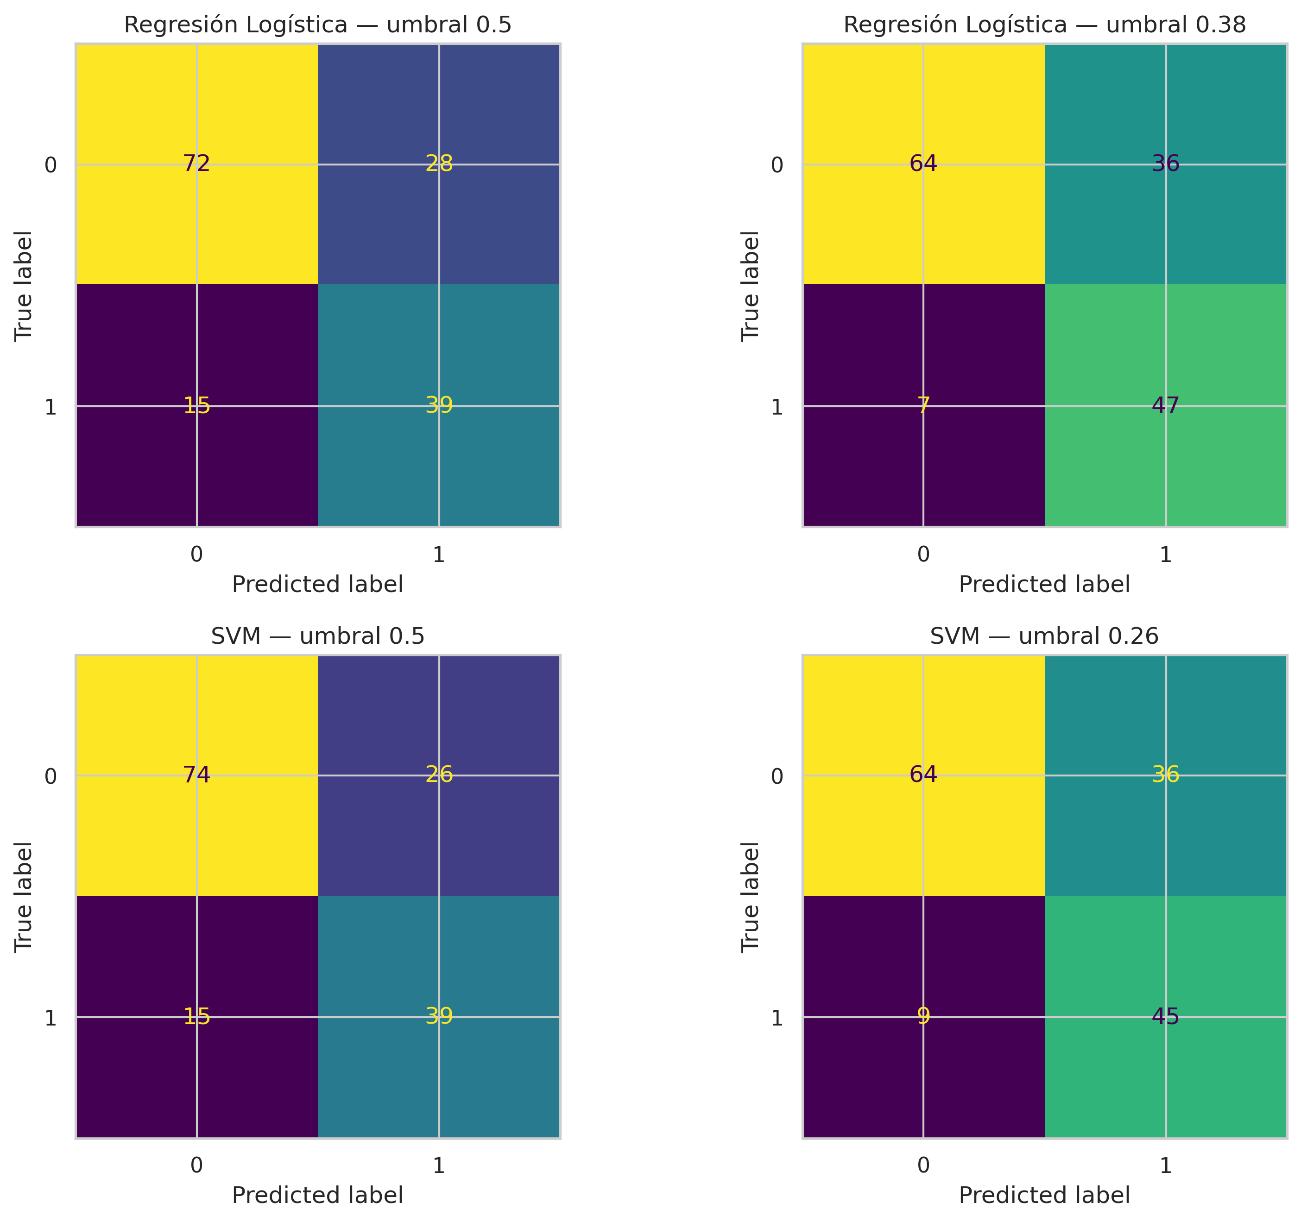 Regresión Logística — umbral 0.5
0
72
28
1
15
39
True label
0
1
Predicted label
Regresión Logística — umbral 0.38
0
64
36
1
7
47
True label
0
1
Predicted label
SVM — umbral 0.5
0
74
26
1
15
39
True label
0
1
Predicted label
SVM — umbral 0.26
0
64
36
1
9
45
True label
0
1
Predicted label